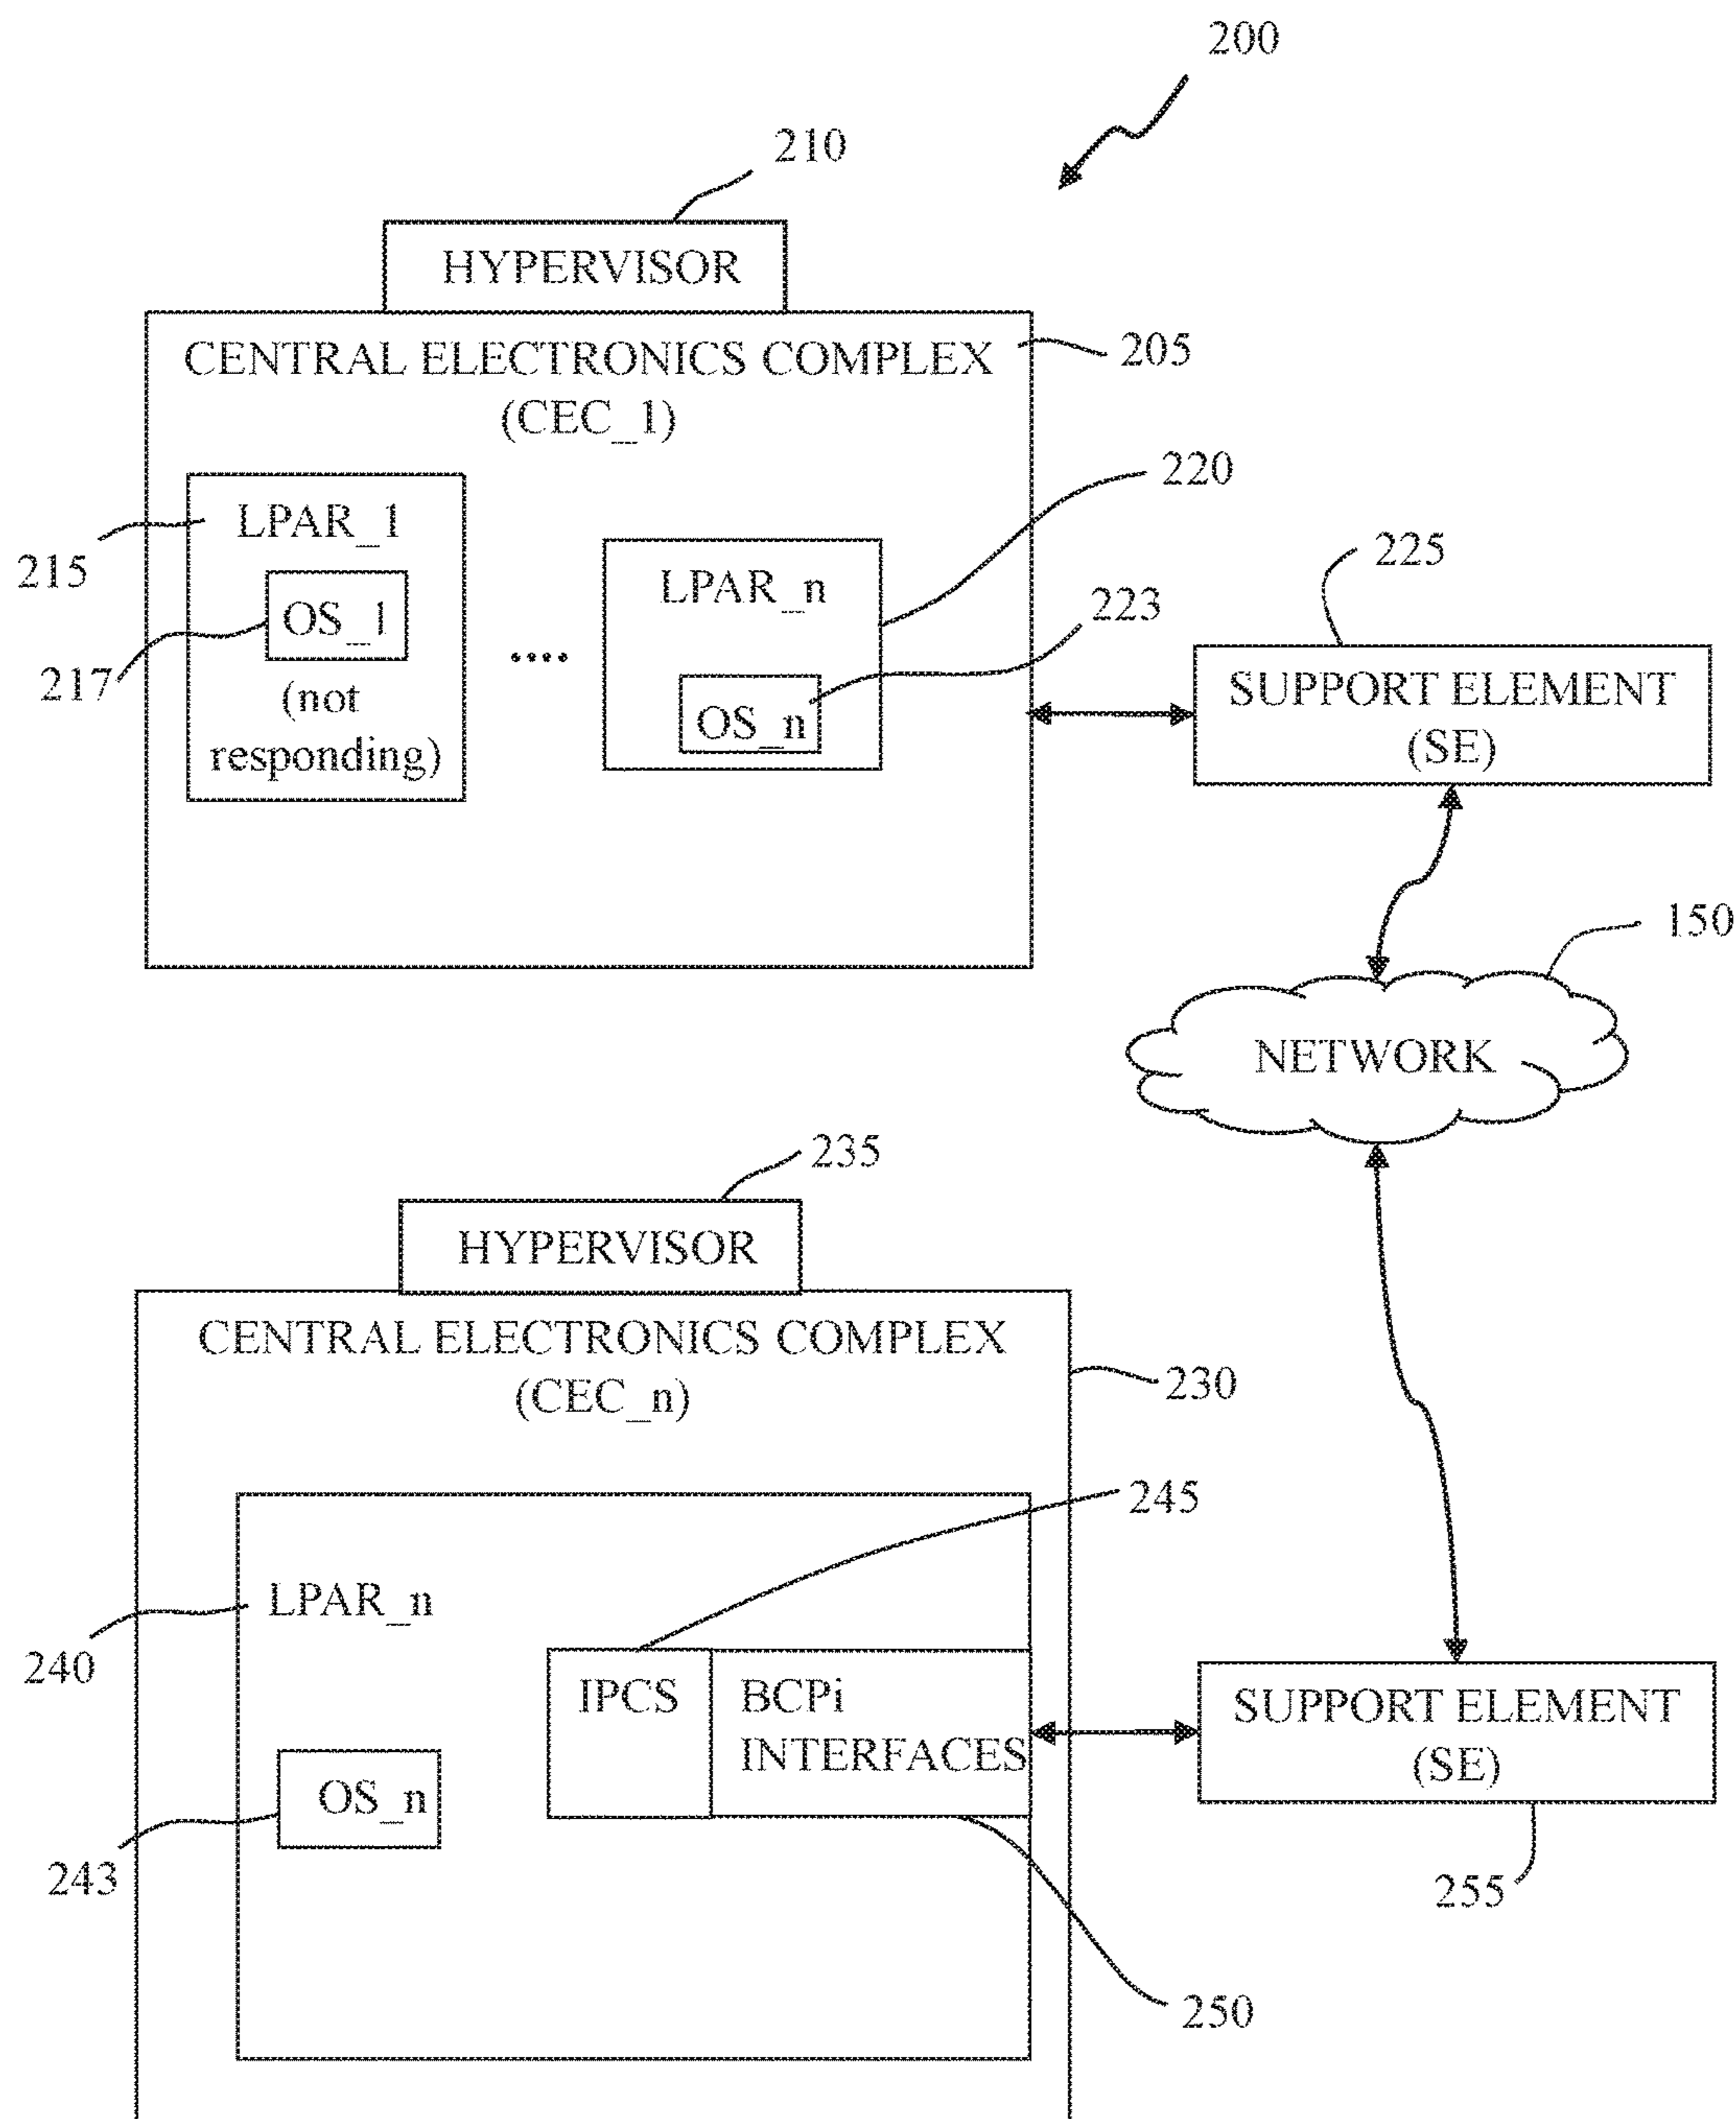 200
210
HYPERVISOR
CENTRAL ELECTRONICS COMPLEX
(CEC_1)
205
LPAR_1
215
OS_1
217
(not
responding)
....
220
LPAR_n
223
OS_n
225
SUPPORT ELEMENT
(SE)
150
NETWORK
235
HYPERVISOR
CENTRAL ELECTRONICS COMPLEX
(CEC_n)
230
245
LPAR_n
240
IPCS
BCPi
INTERFACES
OS_n
243
SUPPORT ELEMENT
(SE)
255
250